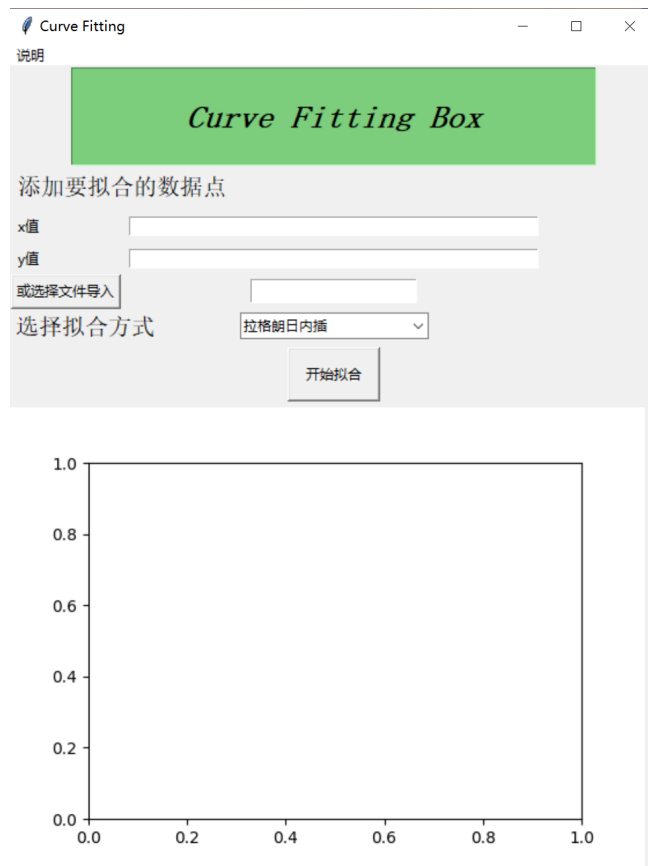 Curve Fitting
说明
Curve Fitting Box
添加要拟合的数据点
x值
y值
或选择文件导入
选择拟合方式 拉格朗日内插
开始拟合
1.0
0.8
0.6
0.4
0.2
0.0
0.0 0.2 0.4 0.6 0.8 1.0